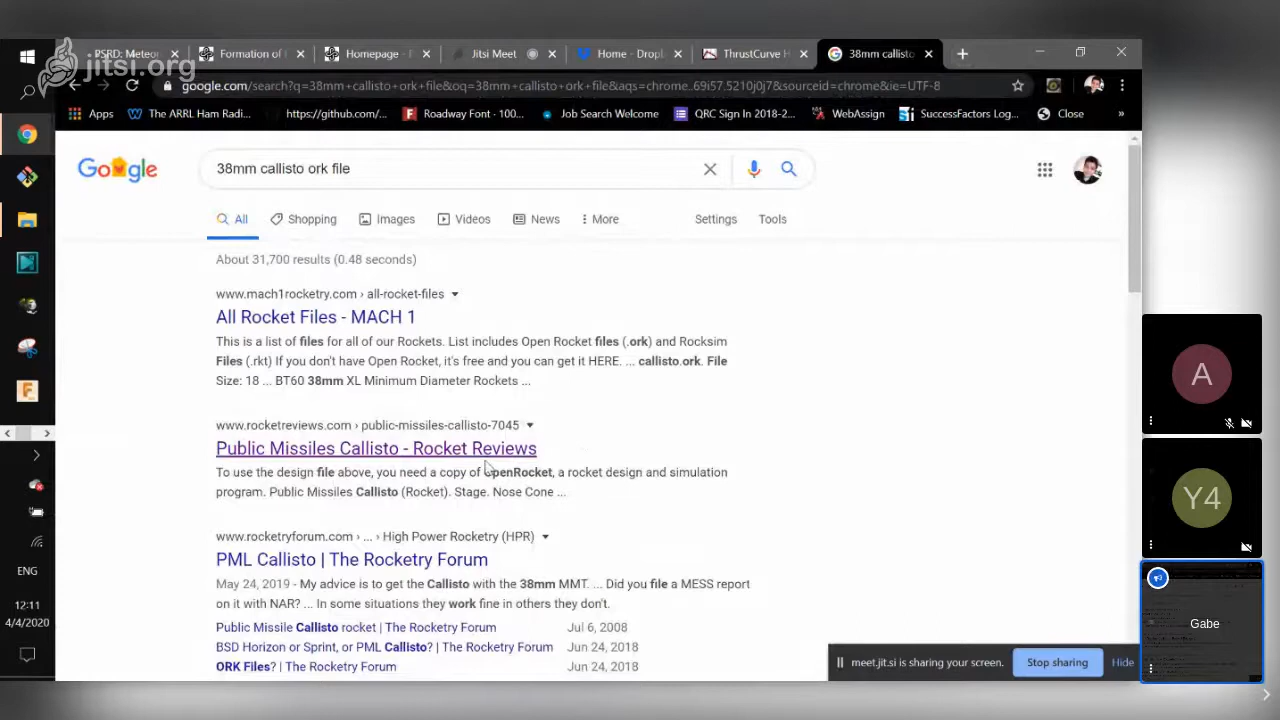 jitsi.org
PSRD: Meteo
Formation of
Homepage - F
Jitsi Meet
Home - Dropl
ThrustCurve H
38mm callisto
google.com/search?q=38mm+callisto+ork+file&oq=38mm+callisto+ork+file&aqs=chrome..69i57.5210j0j7&sourceid=chrome&ie=UTF-8
Apps
The ARRL Ham Radi...
https://github.com/...
Roadway Font · 100...
Job Search Welcome
QRC Sign In 2018-2...
WebAssign
SuccessFactors Log...
Close
»
Google
38mm callisto ork file
All
Shopping
Images
Videos
News
More
Settings
Tools
About 31,700 results (0.48 seconds)
www.mach1rocketry.com › all-rocket-files
All Rocket Files - MACH 1
This is a list of files for all of our Rockets. List includes Open Rocket files (.ork) and Rocksim
Files (.rkt) If you don't have Open Rocket, it's free and you can get it HERE. ... callisto.ork. File
Size: 18 ... BT60 38mm XL Minimum Diameter Rockets ...
www.rocketreviews.com › public-missiles-callisto-7045
Public Missiles Callisto - Rocket Reviews
To use the design file above, you need a copy of OpenRocket, a rocket design and simulation
program. Public Missiles Callisto (Rocket). Stage. Nose Cone ...
www.rocketryforum.com › ... › High Power Rocketry (HPR)
PML Callisto | The Rocketry Forum
May 24, 2019 - My advice is to get the Callisto with the 38mm MMT. ... Did you file a MESS report
on it with NAR? ... In some situations they work fine in others they don't.
Public Missile Callisto rocket | The Rocketry Forum
Jul 6, 2008
BSD Horizon or Sprint, or PML Callisto? | The Rocketry Forum
Jun 24, 2018
ORK Files? | The Rocketry Forum
Jun 24, 2018
meet.jit.si is sharing your screen.
Stop sharing
Hide
A
Y4
Gabe
ENG
12:11
4/4/2020